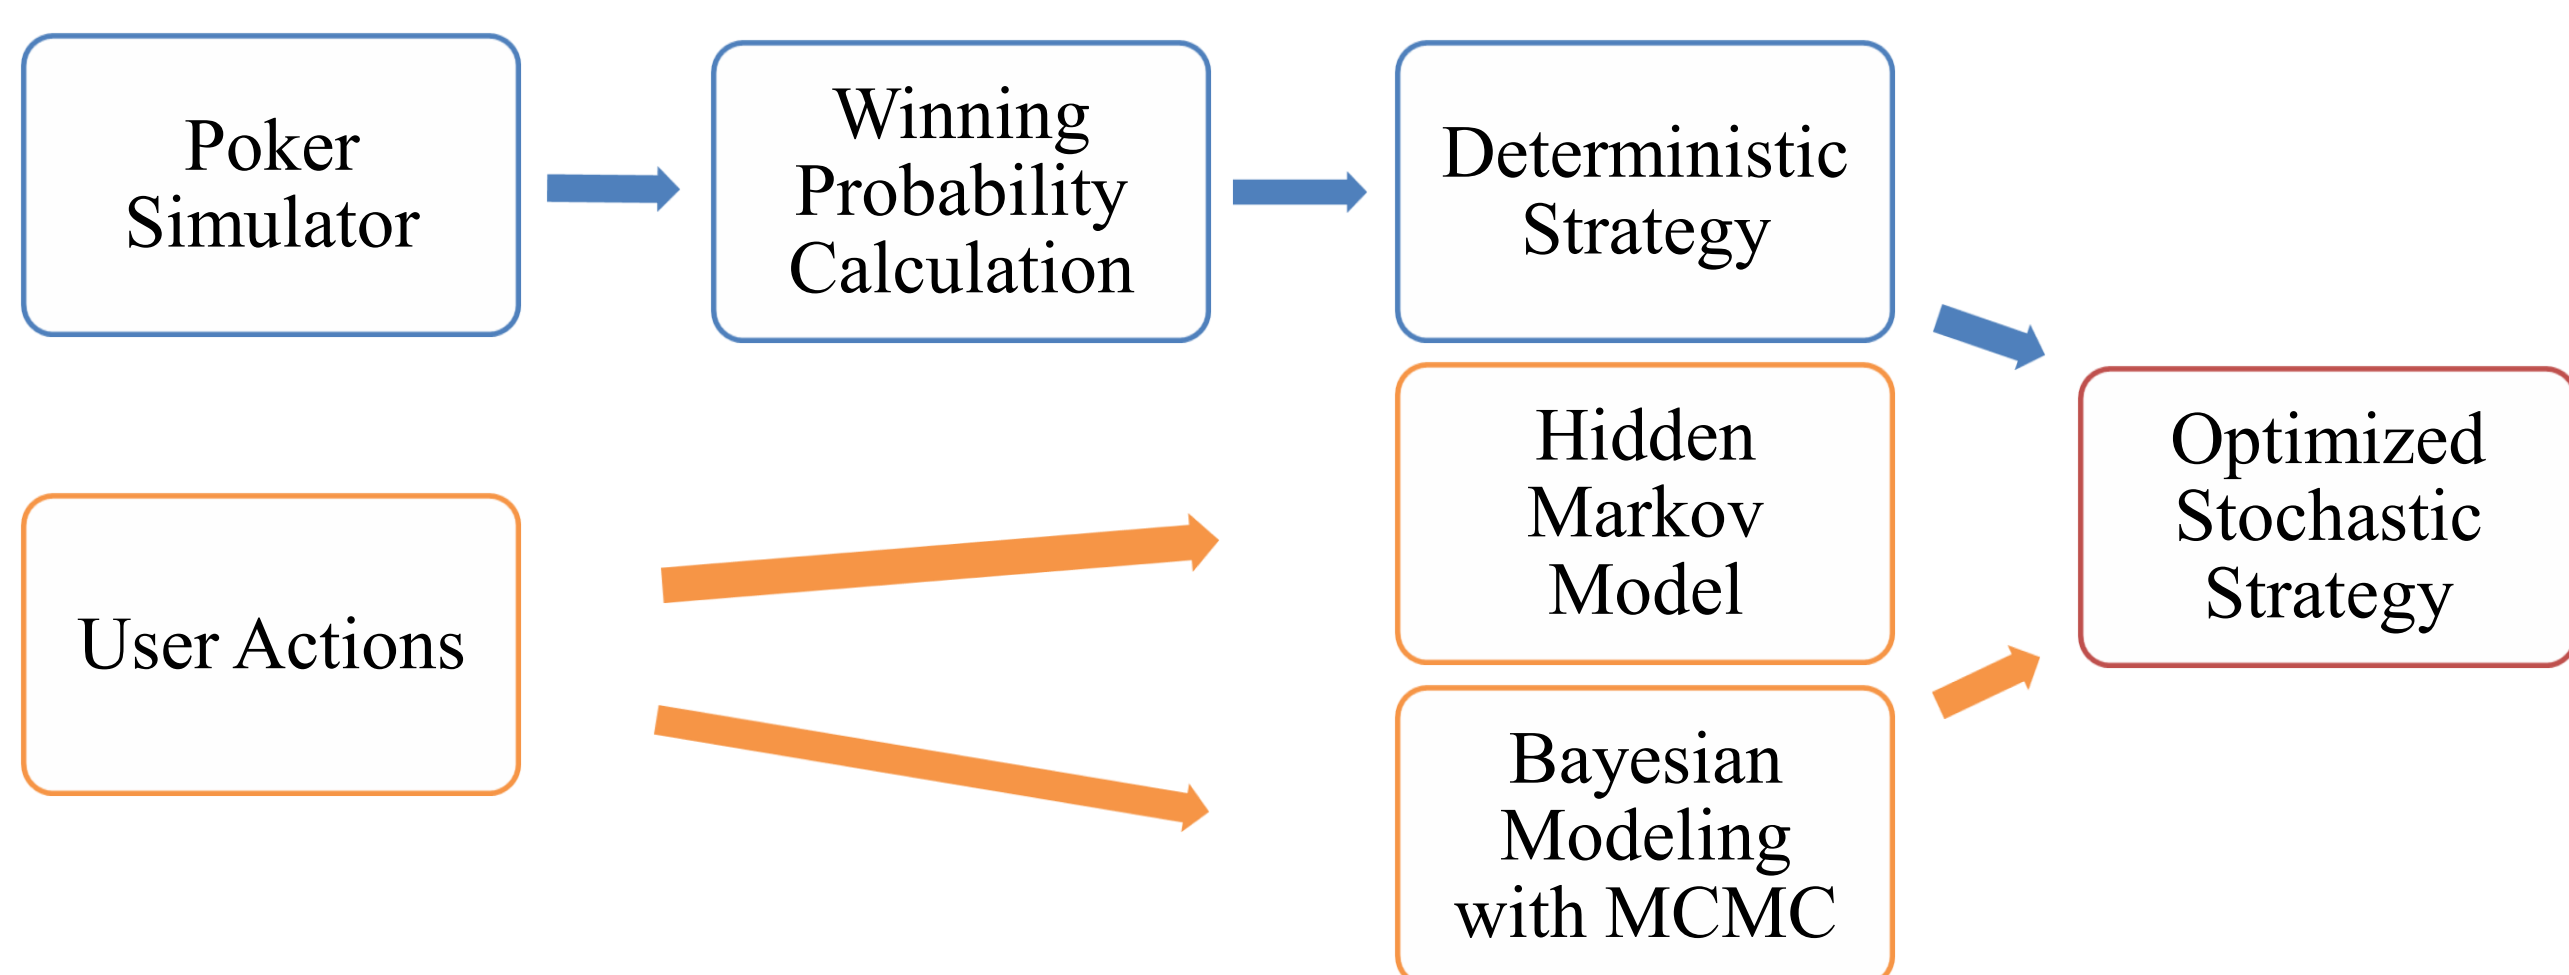 Poker
Simulator
Winning
Probability
Calculation
Deterministic
Strategy
User Actions
Hidden
Markov
Model
Bayesian
Modeling
with MCMC
Optimized
Stochastic
Strategy